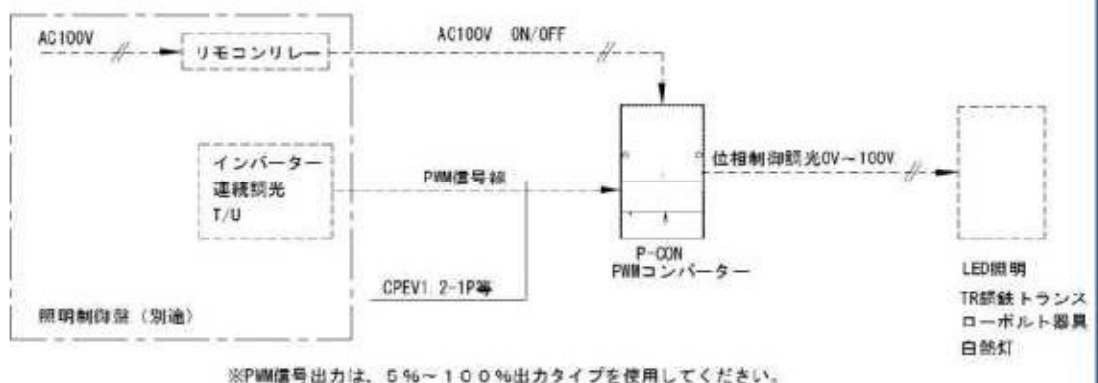 AC100V
リモコンリレー
AC100V ON/OFF
インバーター
連続調光
T/U
PWM信号線
位相制御調光0V～100V
P-CON
PWMコンバーター
CPEV1.2-1P等
照明制御盤（別途）
LED照明
TR銅鉄トランス
ローボルト器具
白熱灯
※PWM信号出力は、5％～100％出力タイプを使用してください。